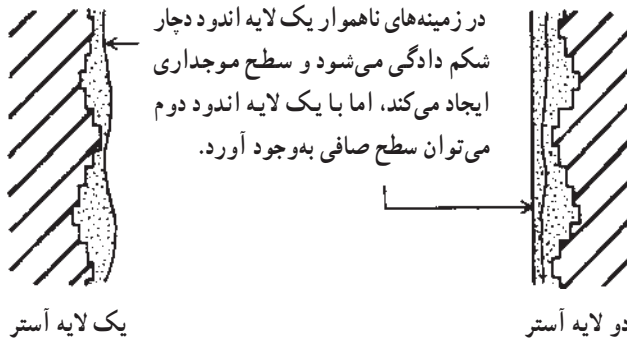 در زمینه‌های ناهموار یک لایه اندود دچار
شکم دادگی می‌شود و سطح موجداری
ایجاد می‌کند، اما با یک لایه اندود دوم
می‌توان سطح صافی به‌وجود آورد.
دو لایه آستر
یک لایه آستر